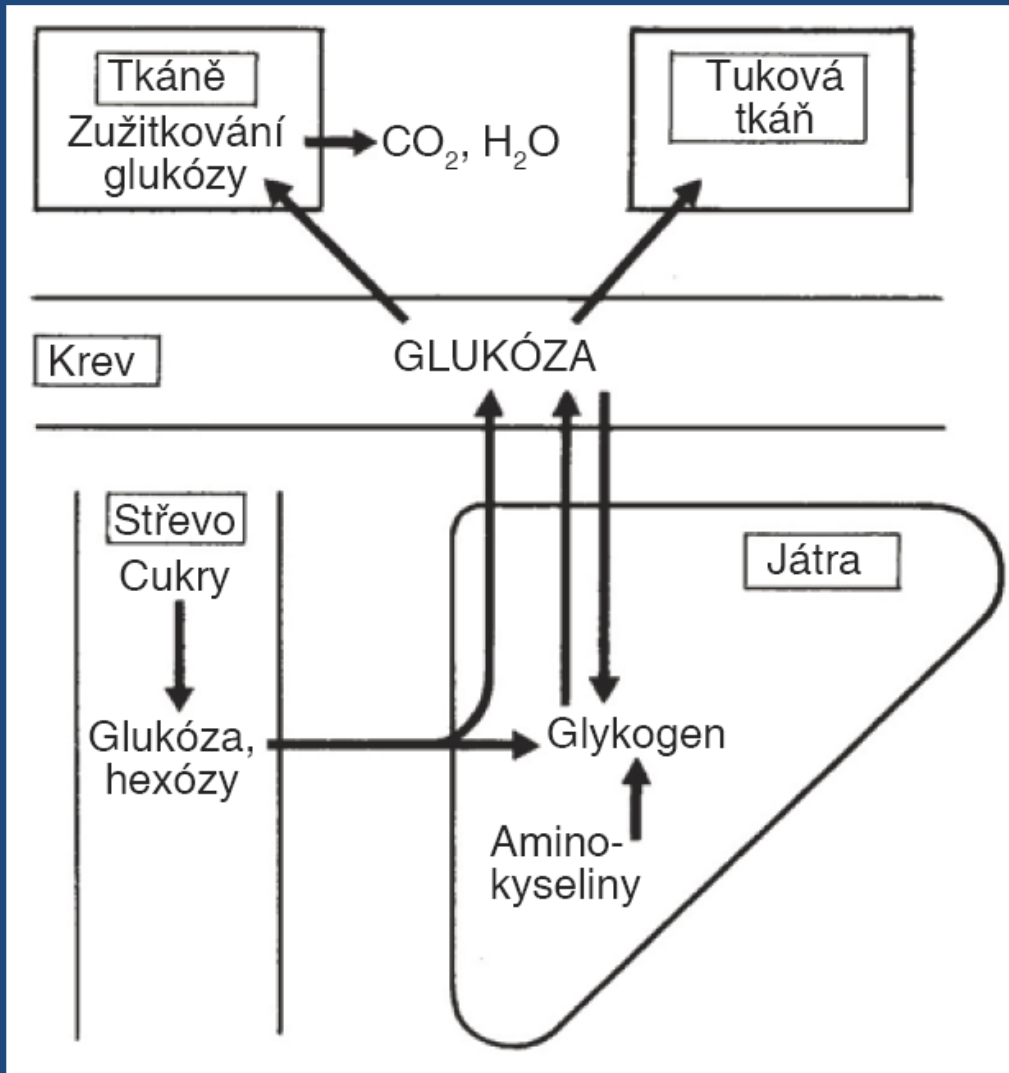 Tkáně
Zužitkování
glukózy
CO₂, H₂O
Tuková
tkáň
Krev
GLUKÓZA
Střevo
Cukry
Glukóza,
hexózy
Játra
Glykogen
Amino-
kyseliny